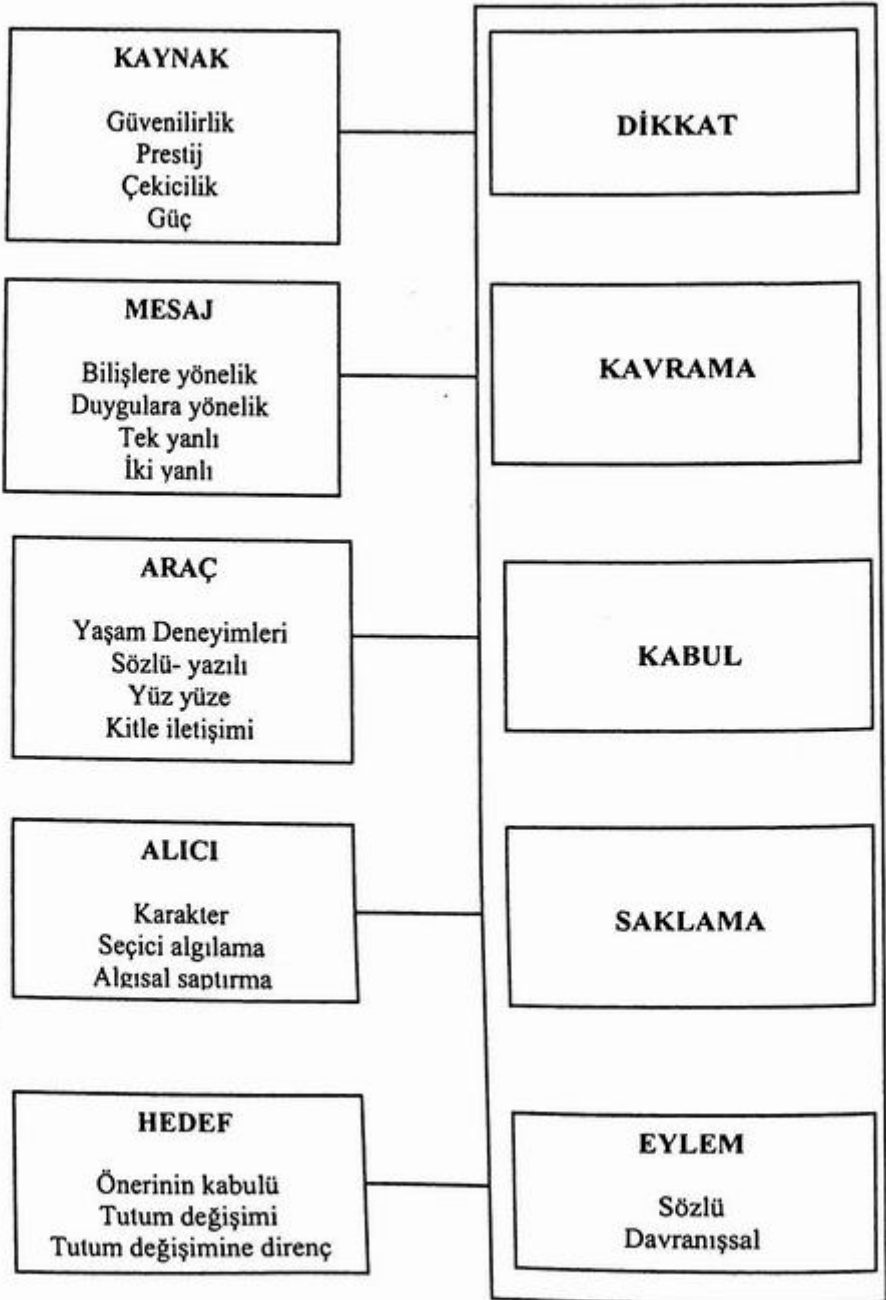 KAYNAK
Güvenilirlik
Prestij
Çekicilik
Güç
DİKKAT
MESAJ
Bilişlere yönelik
Duygulara yönelik
Tek yanlı
İki yanlı
KAVRAMA
ARAÇ
Yaşam Deneyimleri
Sözlü- yazılı
Yüz yüze
Kitle iletişimi
KABUL
ALICI
Karakter
Seçici algılama
Algısal saptırma
SAKLAMA
HEDEF
Önerinin kabulü
Tutum değişimi
Tutum değişimine direnç
EYLEM
Sözlü
Davranışsal